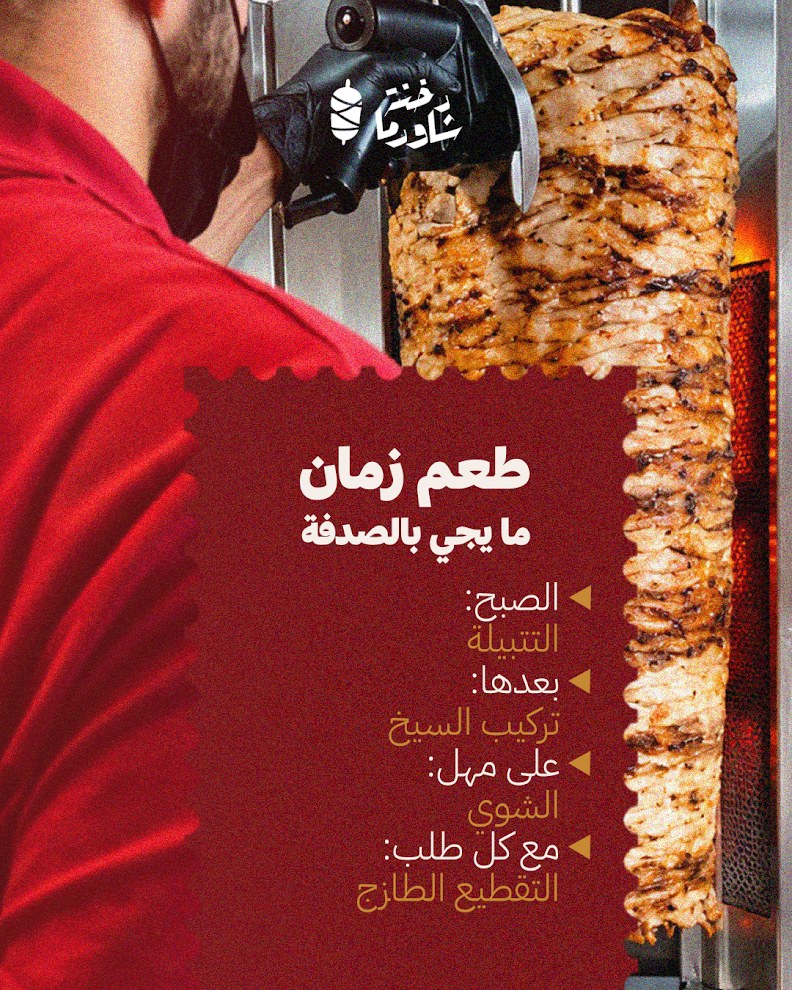 دخنة
شاورما
طعم زمان
ما يجي بالصدفة
الصبح:
التتبيلة
بعدها:
تركيب السيخ
على مهل:
الشوي
مع كل طلب:
التقطيع الطازج